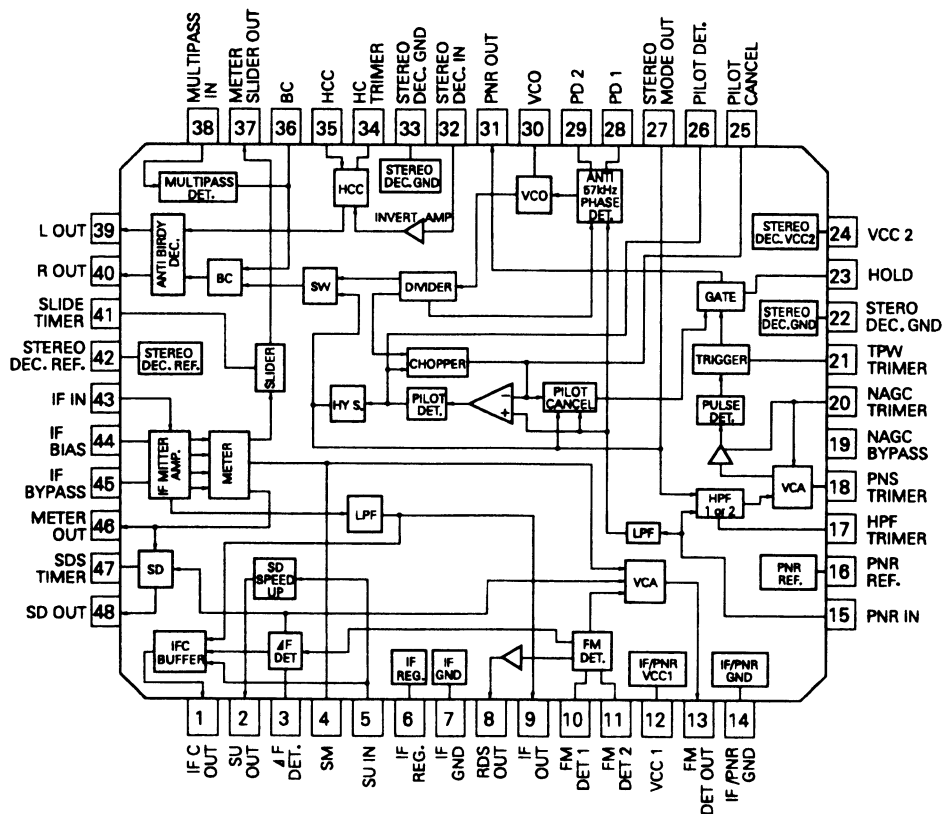 MULTIPASS
IN
METER
SLIDER OUT
BC
HCC
HC
TRIMER
STEREO
DEC. GND
STEREO
DEC. IN
PNR OUT
VCO
PD 2
PD 1
STEREO
MODE OUT
PILOT DET.
PILOT
CANCEL
38
37
36
35
34
33
32
31
30
29
28
27
26
25
MULTIPASS
DET.
HCC
STEREO
DEC. GND
INVERT AMP
VCO
ANTI
57kHz
PHASE
DET.
STEREO
DEC. VCC2
24
VCC 2
L OUT
39
ANTI BIRDY
DEC.
R OUT
40
BC
SW
DIVIDER
GATE
23
HOLD
SLIDE
TIMER
41
STEREO
DEC.GND
22
STERO
DEC. GND
STEREO
DEC. REF.
42
STEREO
DEC. REF.
SLIDER
CHOPPER
TRIGGER
21
TPW
TRIMER
IF IN
43
HY S.
PILOT
DET.
−
+
PILOT
CANCEL
PULSE
DET.
20
NAGC
TRIMER
IF
BIAS
44
IF MITTER
AMP.
METER
19
NAGC
BYPASS
IF
BYPASS
45
VCA
18
PNS
TRIMER
METER
OUT
46
LPF
LPF
HPF
1 or 2
17
HPF
TRIMER
SDS
TIMER
47
SD
SD
SPEED
UP
VCA
PNR
REF.
16
PNR
REF.
SD OUT
48
15
PNR IN
IFC
BUFFER
⊿F
DET
IF
REG.
IF
GND
FM
DET.
IF/PNR
VCC1
IF/PNR
GND
1
2
3
4
5
6
7
8
9
10
11
12
13
14
IF C
OUT
SU
OUT
⊿F
DET.
SM
SU IN
IF
REG.
IF
GND
RDS
OUT
IF
OUT
FM
DET 1
FM
DET 2
VCC 1
FM
DET OUT
IF /PNR
GND